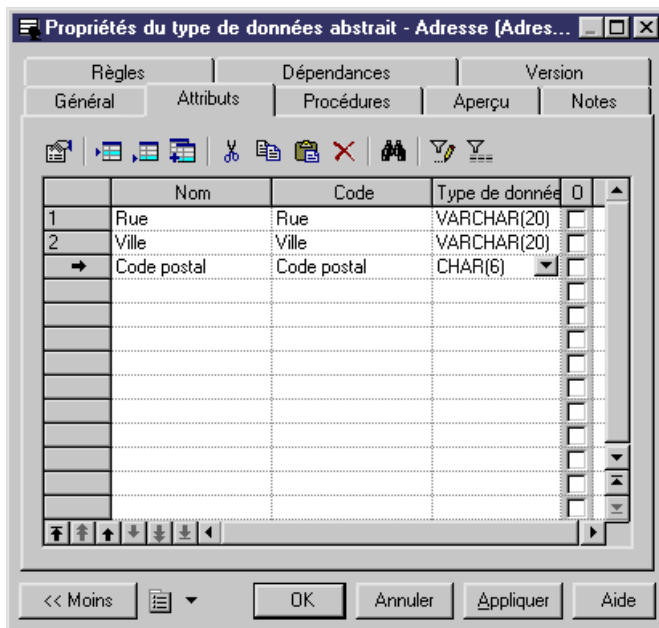 Propriétés du type de données abstrait - Adresse (Adres...
Règles Dépendances Version
Général Attributs Procédures Aperçu Notes
Nom Code Type de donnée O
1 Rue Rue VARCHAR(20)
2 Ville Ville VARCHAR(20)
Code postal Code postal CHAR(6)
<< Moins OK Annuler Appliquer Aide